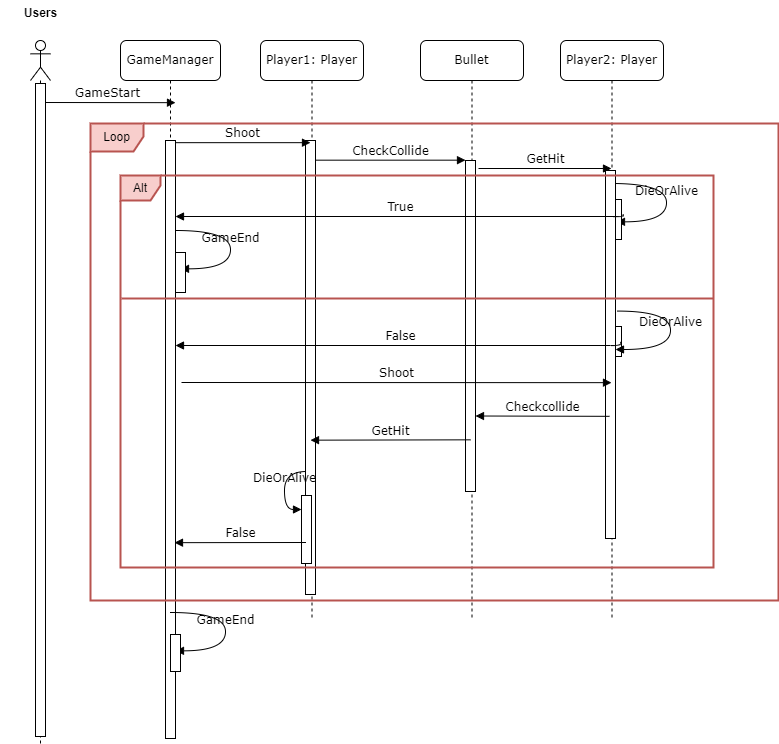 Users
GameManager
Player1: Player
Bullet
Player2: Player
GameStart
Loop
Shoot
CheckCollide
GetHit
Alt
DieOrAlive
True
GameEnd
DieOrAlive
False
Shoot
Checkcollide
GetHit
DieOrAlive
False
GameEnd